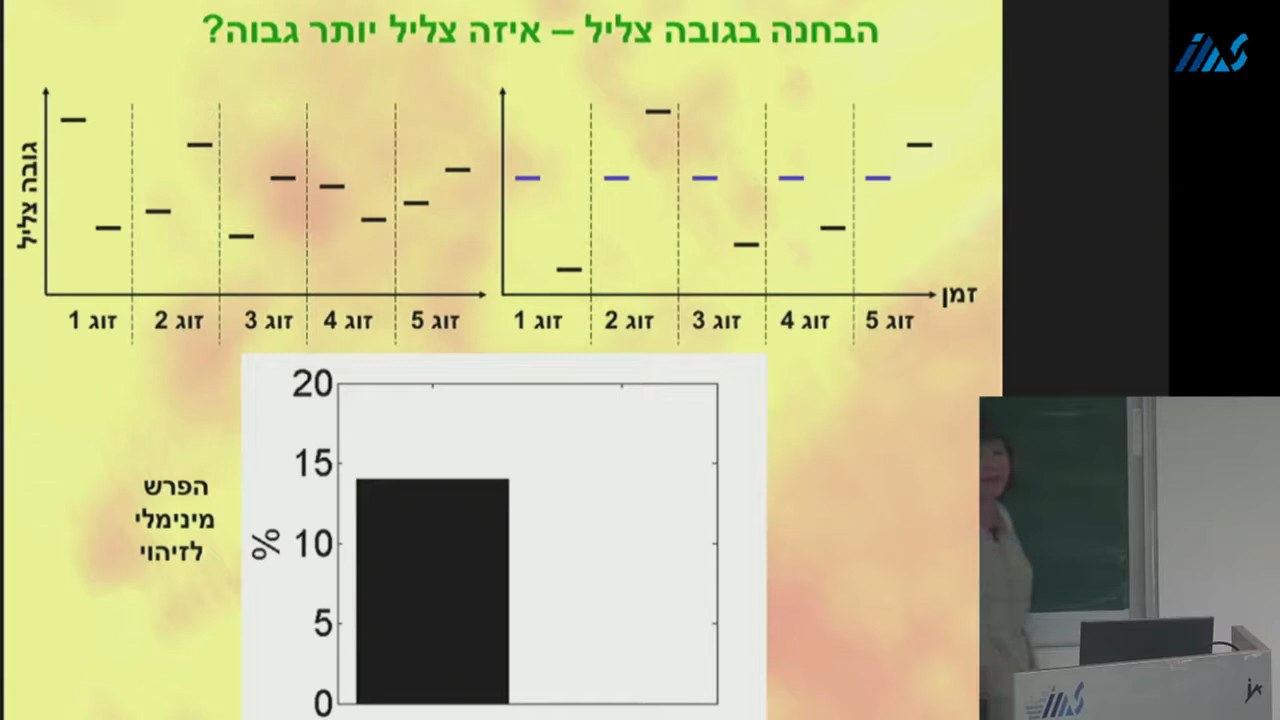 הבחנה בגובה צליל – איזה צליל יותר גבוה?
IAS
גובה צליל
זמן
זוג 1 זוג 2 זוג 3 זוג 4 זוג 5
זוג 1 זוג 2 זוג 3 זוג 4 זוג 5
הפרש
מינימלי
לזיהוי
%
20
15
10
5
0
IAS